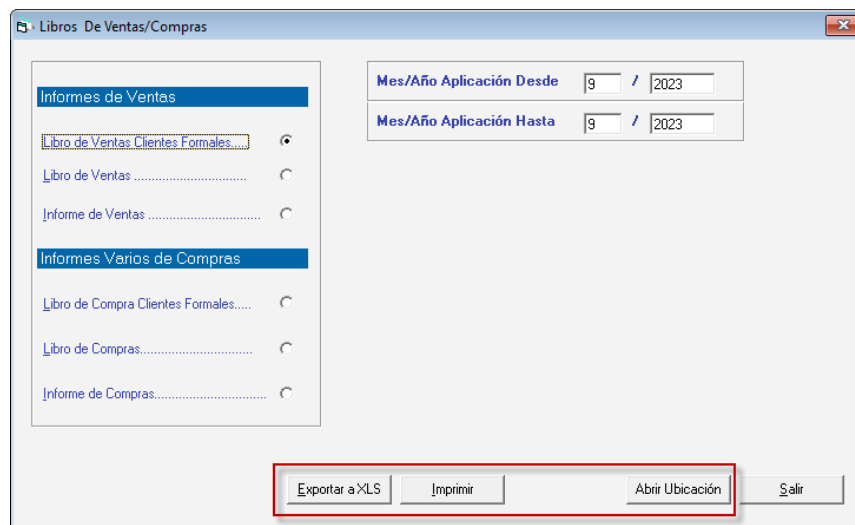 Libros De Ventas/Compras
Informes de Ventas
Libro de Ventas Clientes Formales.....
Libro de Ventas ................................
Informe de Ventas ................................
Informes Varios de Compras
Libro de Compra Clientes Formales.....
Libro de Compras................................
Informe de Compras................................
Mes/Año Aplicación Desde 9 / 2023
Mes/Año Aplicación Hasta 9 / 2023
Exportar a XLS Imprimir Abrir Ubicación Salir